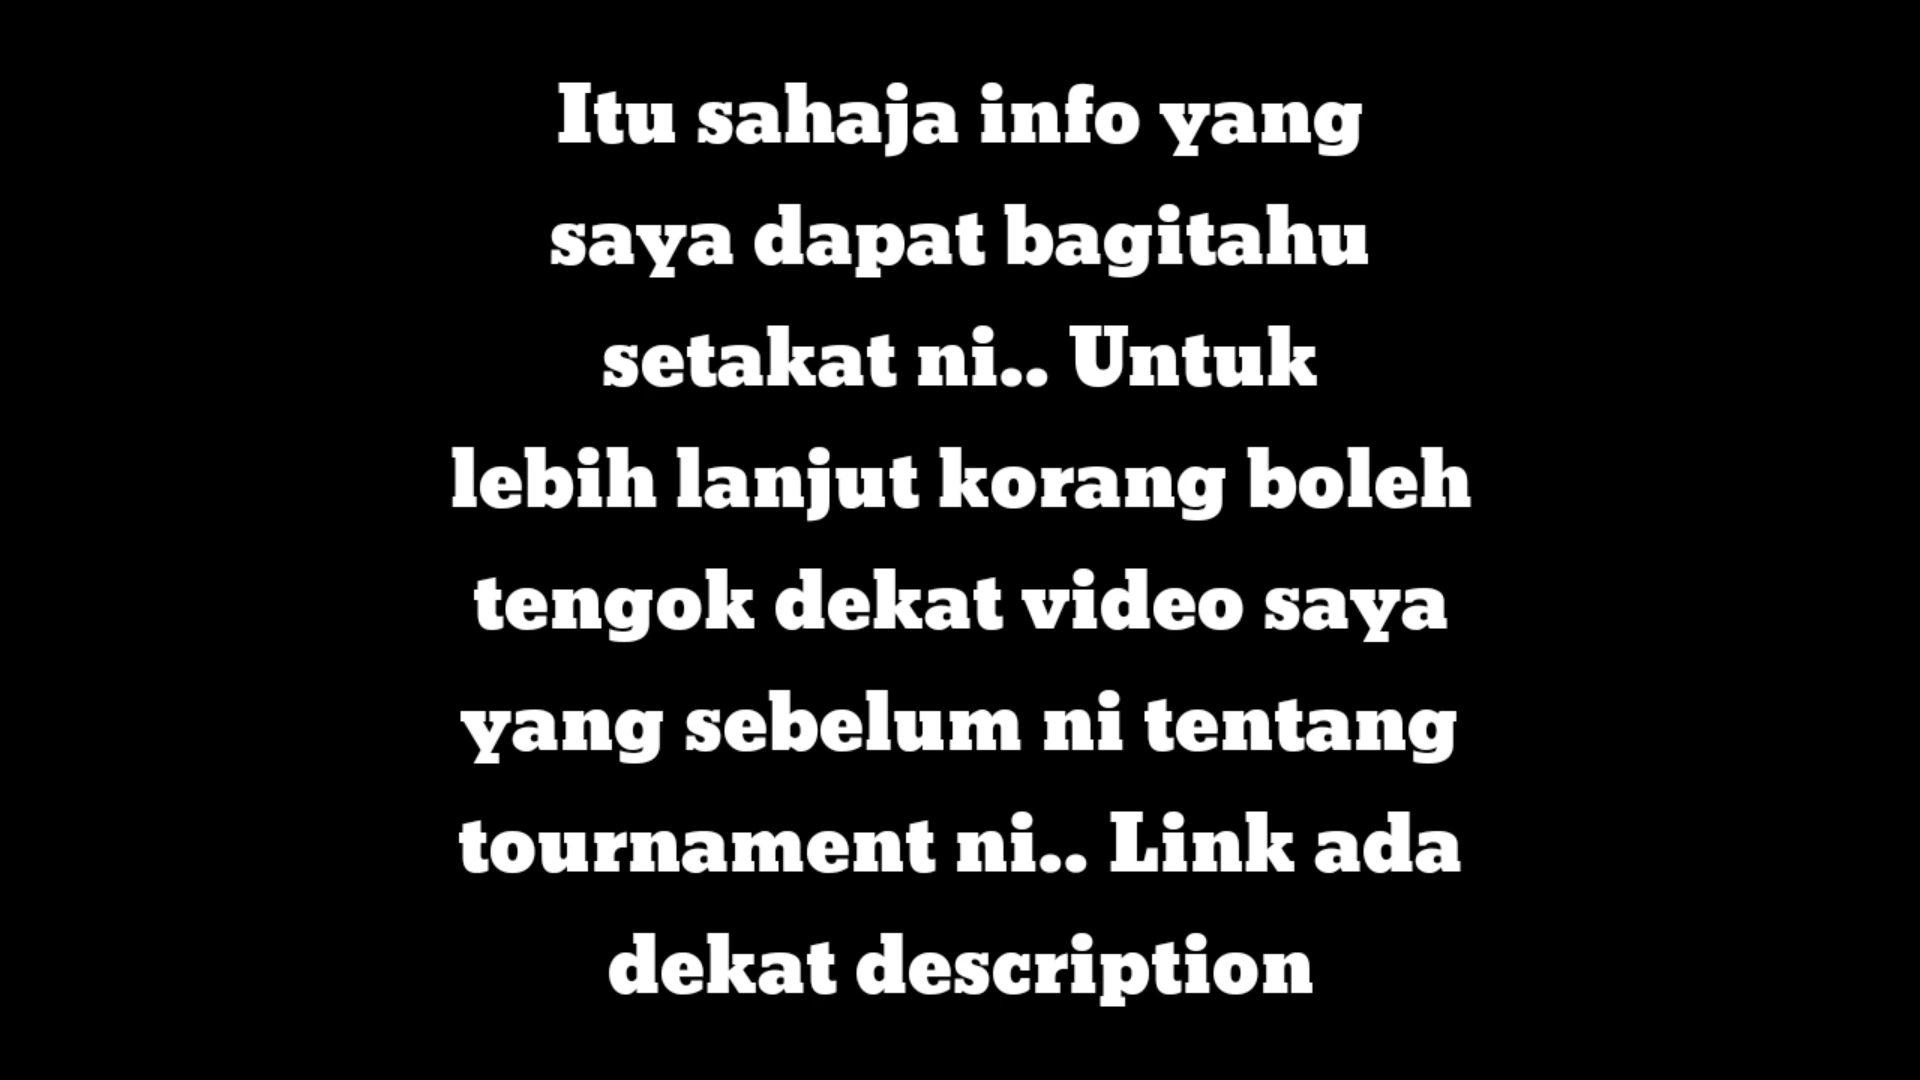 Itu sahaja info yang
saya dapat bagitahu
setakat ni.. Untuk
lebih lanjut korang boleh
tengok dekat video saya
yang sebelum ni tentang
tournament ni.. Link ada
dekat description